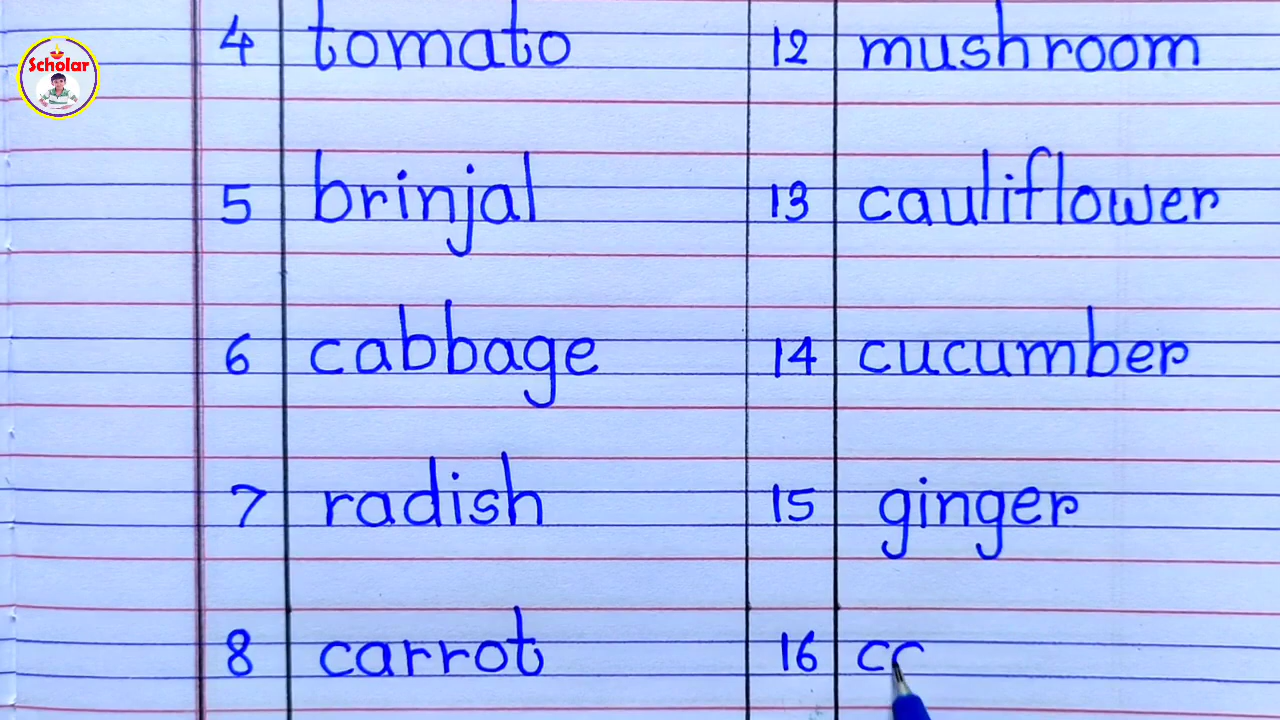 Scholar
4 tomato 12 mushroom
5 brinjal 13 cauliflower
6 cabbage 14 cucumber
7 radish 15 ginger
8 carrot 16 cc